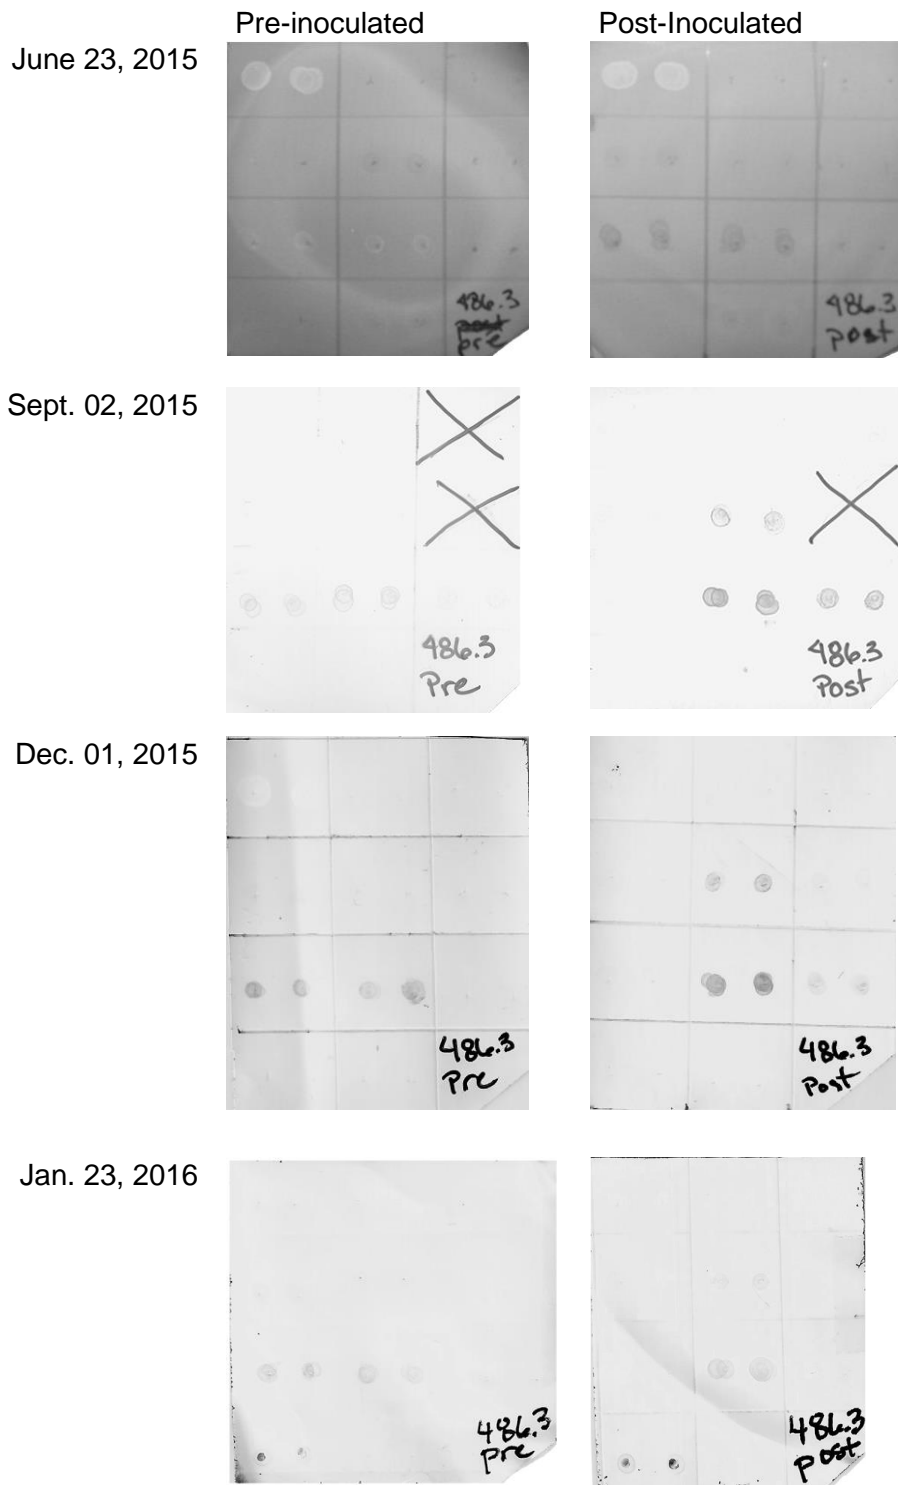 Pre-inoculated Post-Inoculated
June 23, 2015
486.3
post
pre
486.3
post
Sept. 02, 2015
486.3
Pre
486.3
Post
Dec. 01, 2015
486.3
Pre
486.3
Post
Jan. 23, 2016
486.3
pre
486.3
post